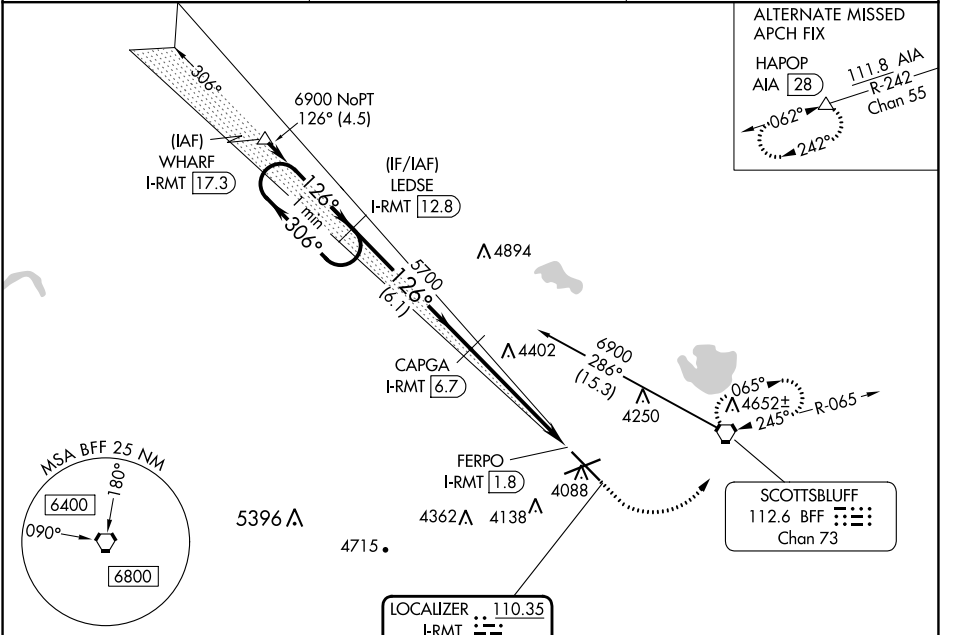 ALTERNATE MISSED
APCH FIX
HAPOP
AIA 28
111.8 AIA
R-242
Chan 55
062°
242°
306°
6900 NoPT
126° (4.5)
(IAF)
WHARF
I-RMT 17.3
(IF/IAF)
LEDSE
I-RMT 12.8
126°
1 min
306°
4894
5700
126°
(6.1)
CAPGA
I-RMT 6.7
4402
6900
286°
(15.3)
4250
065°
4652±
245°
R-065
FERPO
I-RMT 1.8
4088
4138
4362
5396
4715
MSA BFF 25 NM
180°
6400
090°
6800
SCOTTSBLUFF
112.6 BFF
Chan 73
LOCALIZER 110.35
I-RMT